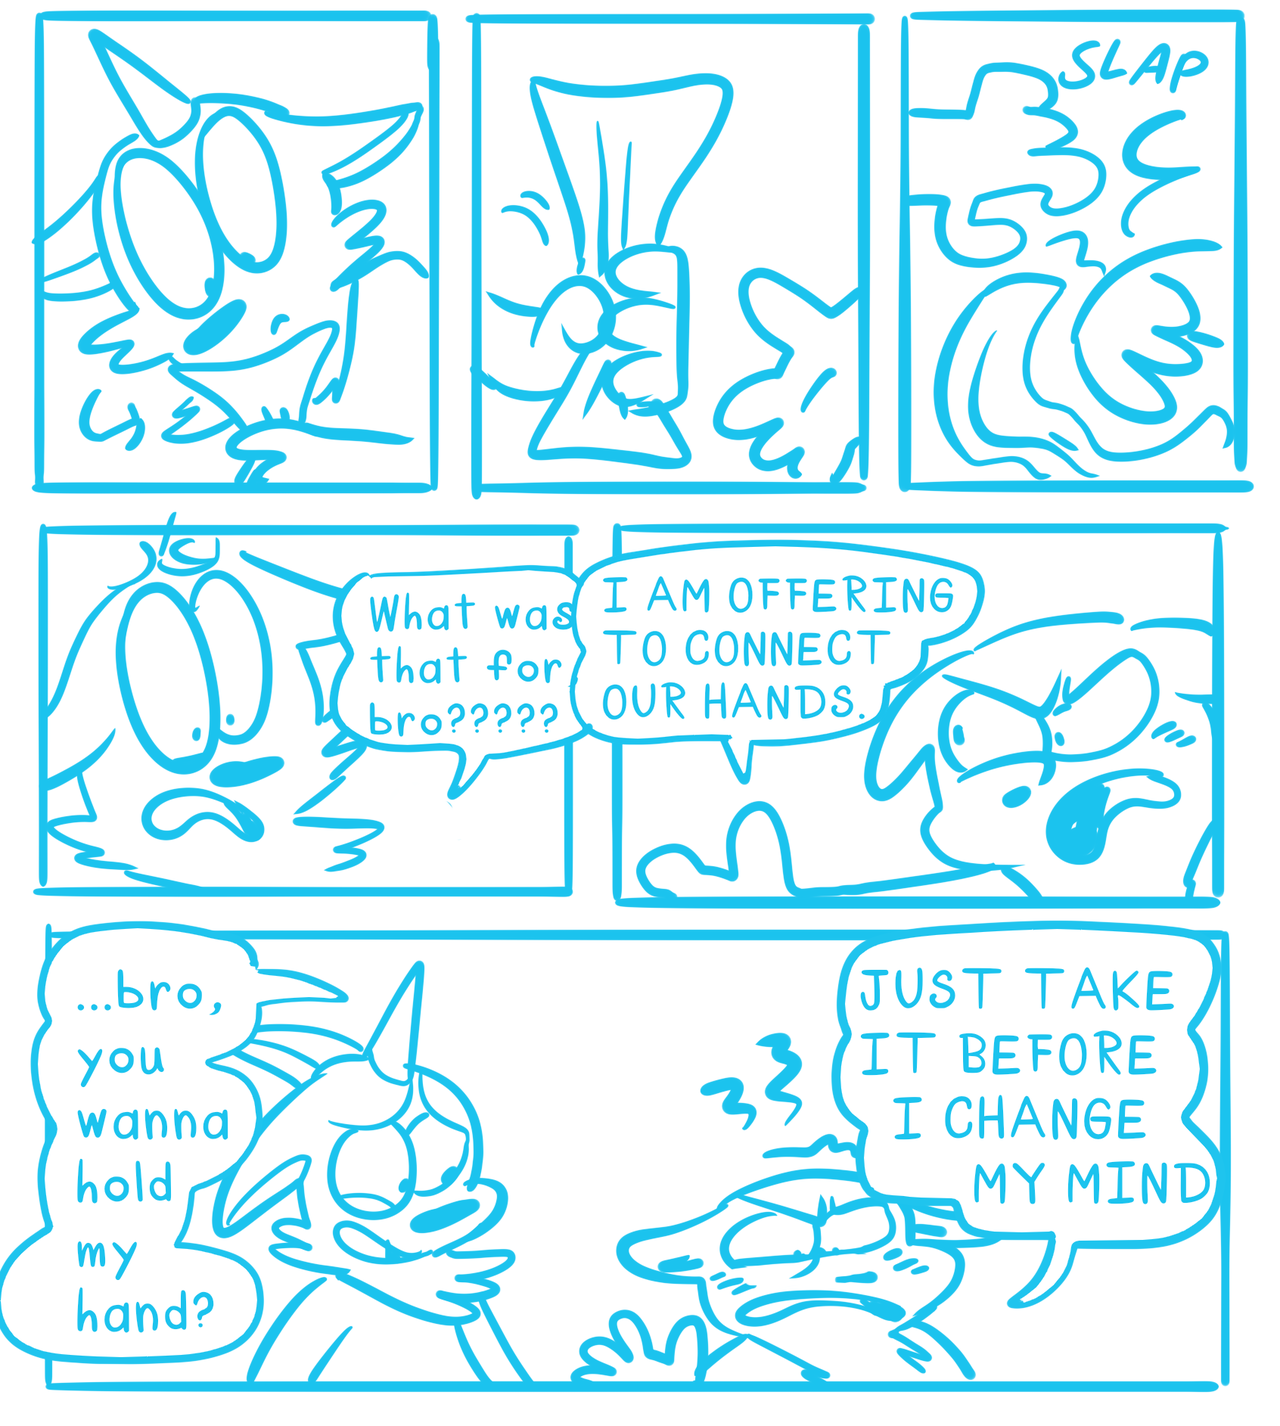 SLAP
What was
that for
bro?????
I AM OFFERING
TO CONNECT
OUR HANDS.
...bro,
you
wanna
hold
my
hand?
JUST TAKE
IT BEFORE
I CHANGE
MY MIND